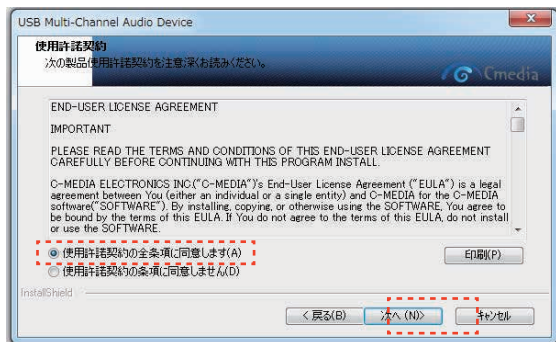 USB Multi-Channel Audio Device
使用許諾契約
次の製品使用許諾契約を注意深くお読みください。
Cmedia
END-USER LICENSE AGREEMENT
IMPORTANT
PLEASE READ THE TERMS AND CONDITIONS OF THIS END-USER LICENSE AGREEMENT
CAREFULLY BEFORE CONTINUING WITH THIS PROGRAM INSTALL.
C-MEDIA ELECTRONICS INC.("C-MEDIA")'s End-User License Agreement ("EULA") is a legal
agreement between You (either an individual or a single entity) and C-MEDIA for the C-MEDIA
software("SOFTWARE"). By installing, copying, or otherwise using the SOFTWARE, You agree to
be bound by the terms of this EULA. If You do not agree to the terms of this EULA, do not install
or use the SOFTWARE.
使用許諾契約の全条項に同意します(A)
印刷(P)
使用許諾契約の条項に同意しません(D)
InstallShield
< 戻る(B)
次へ (N)>
キャンセル